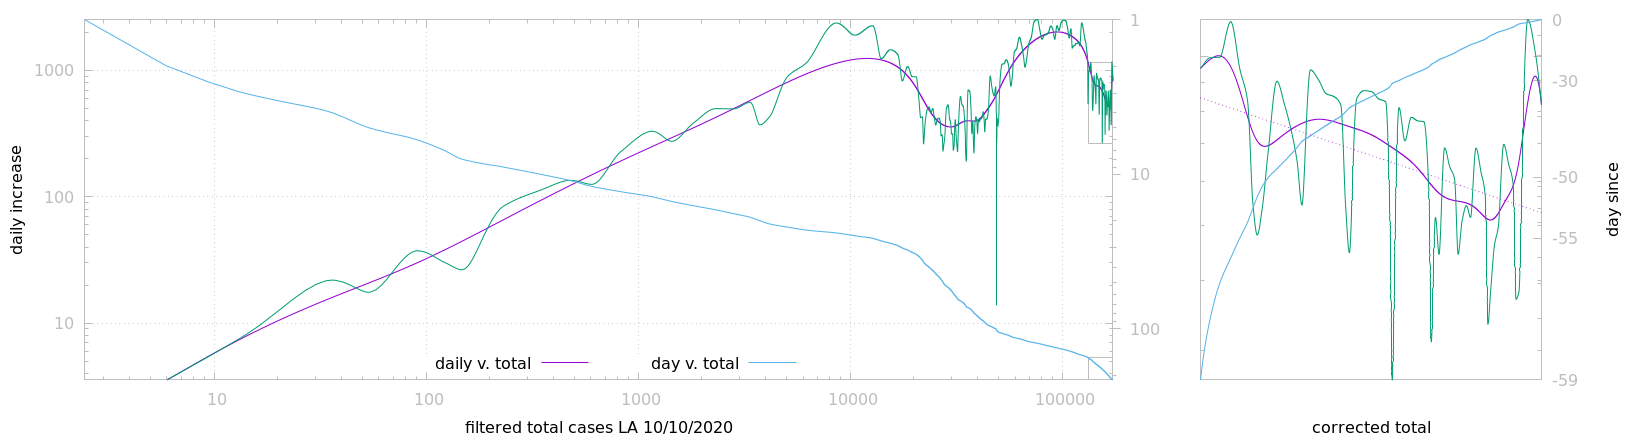 1000
100
10
daily increase
daily v. total
day v. total
10
100
1000
10000
100000
filtered total cases LA 10/10/2020
1
10
100
0
-30
-50
-55
-59
day since
corrected total